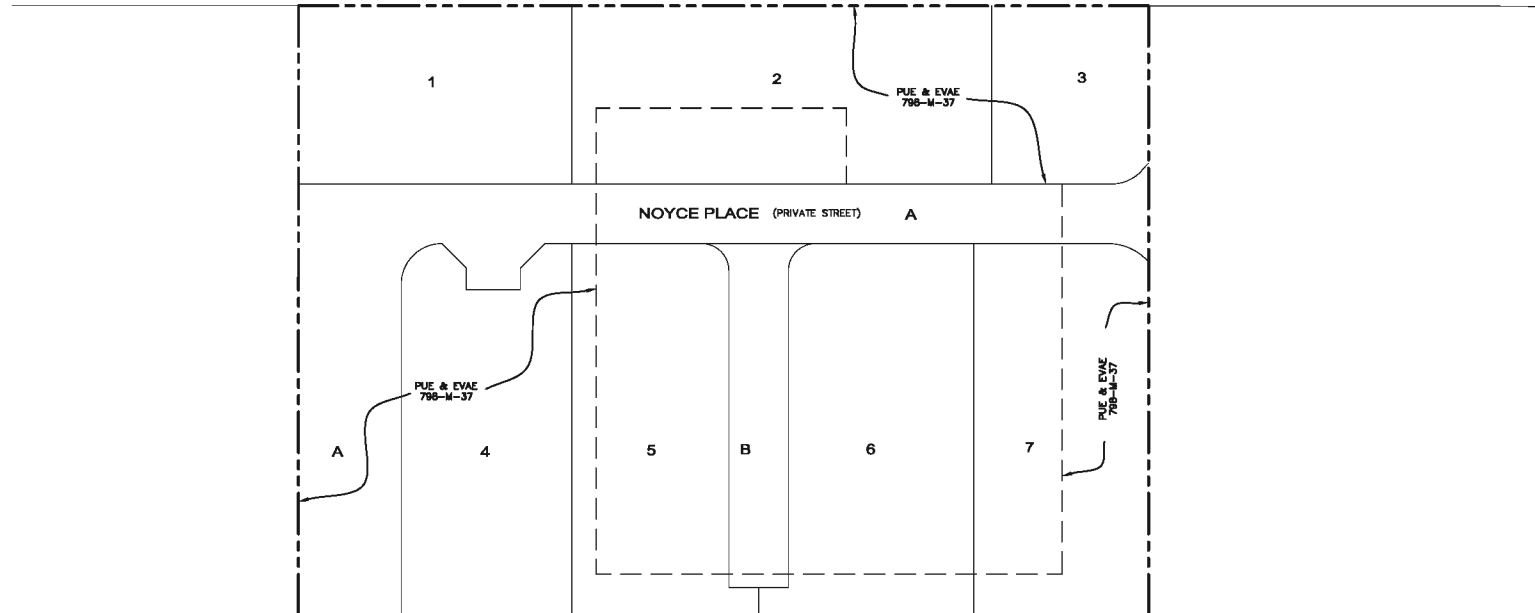 1
2
3
PUE & EVAE
798-M-37
NOYCE PLACE (PRIVATE STREET) A
PUE & EVAE
798-M-37
PUE & EVAE
798-M-37
A
4
5
B
6
7